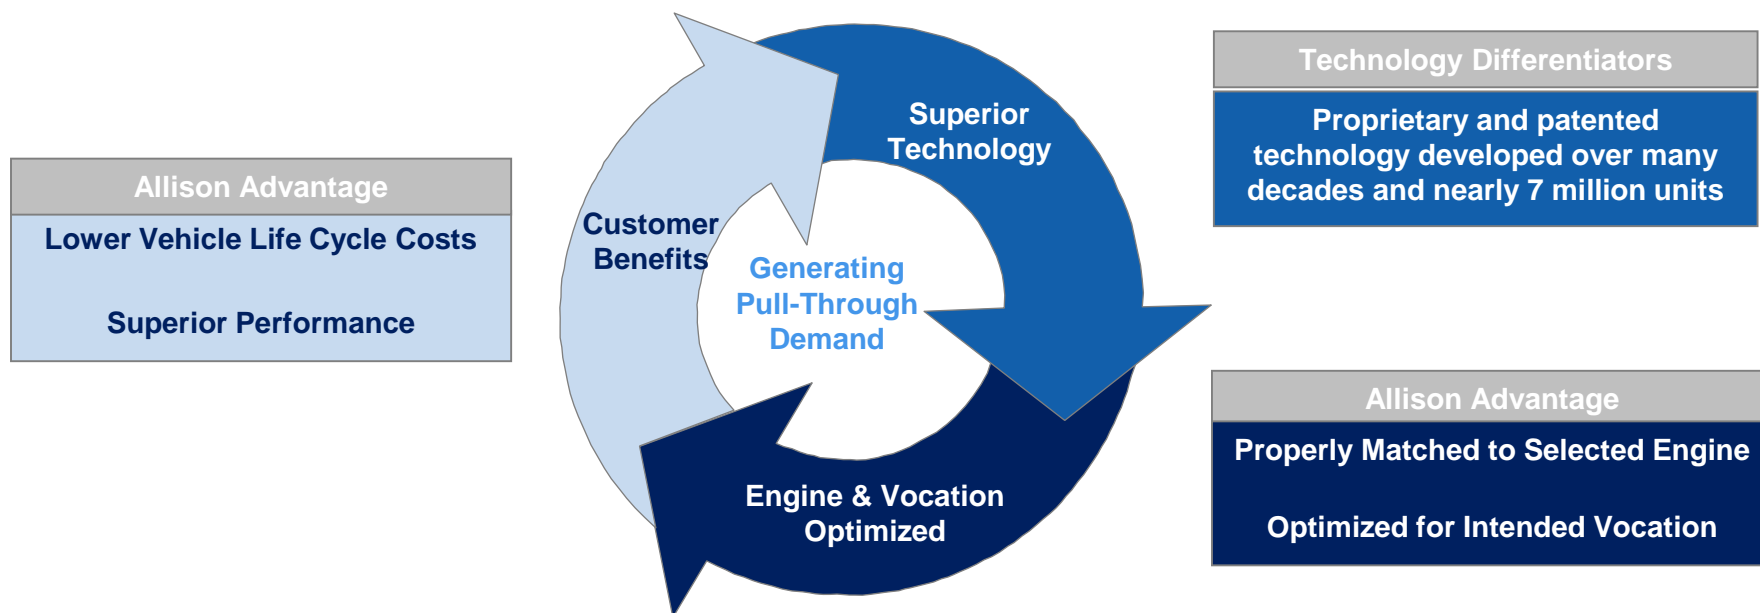 Allison Advantage
Lower Vehicle Life Cycle Costs
Superior Performance
Customer
Benefits
Superior
Technology
Generating
Pull-Through
Demand
Engine & Vocation
Optimized
Technology Differentiators
Proprietary and patented
technology developed over many
decades and nearly 7 million units
Allison Advantage
Properly Matched to Selected Engine
Optimized for Intended Vocation